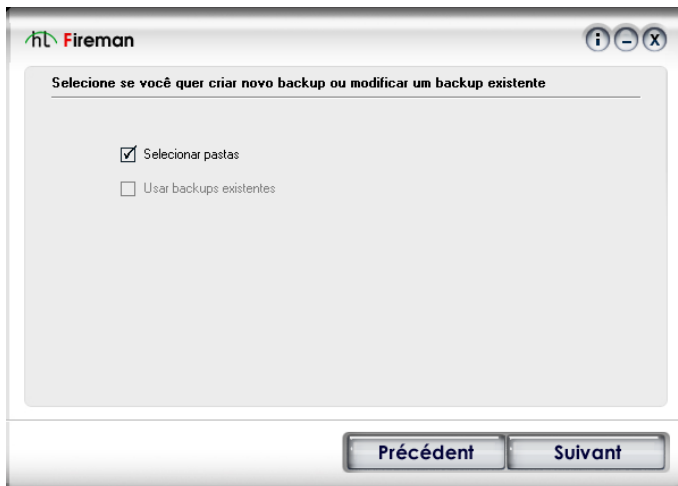 hl Fireman
Selecione se você quer criar novo backup ou modificar um backup existente
Selecionar pastas
Usar backups existentes
Précédent
Suivant